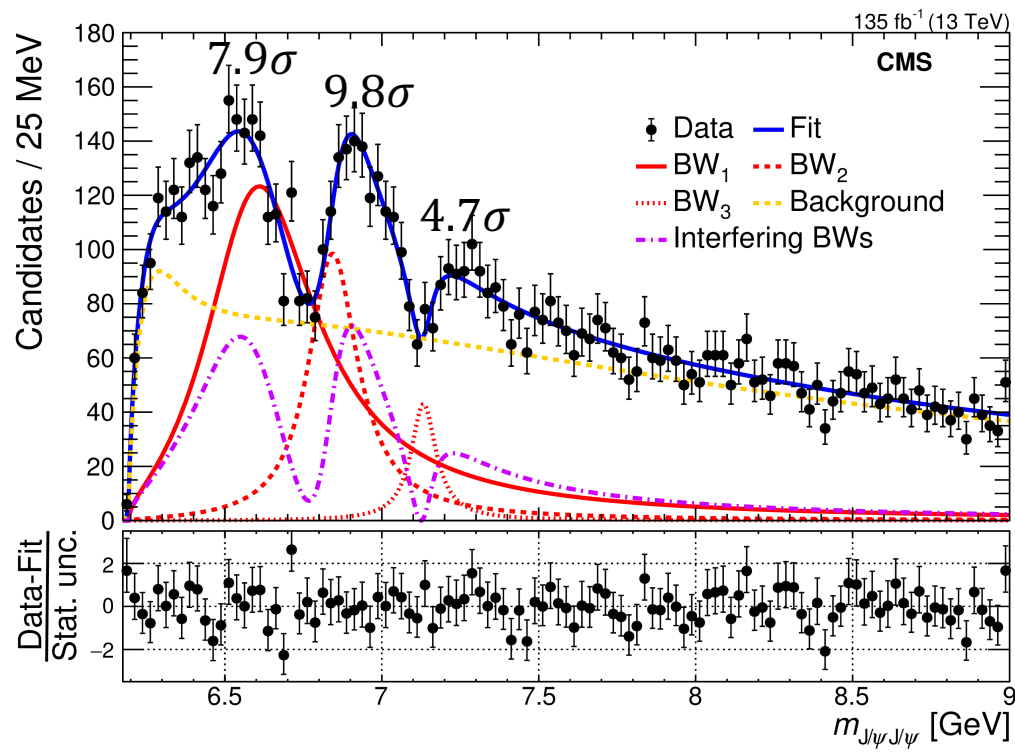 135 fb⁻¹ (13 TeV)
CMS
Candidates / 25 MeV
180
160
140
120
100
80
60
40
20
0
7.9σ
9.8σ
4.7σ
Data
Fit
BW₁
BW₂
BW₃
Background
Interfering BWs
Data-Fit
Stat. unc.
2
0
−2
6.5 7 7.5 8 8.5 9
m_J/ψJ/ψ [GeV]